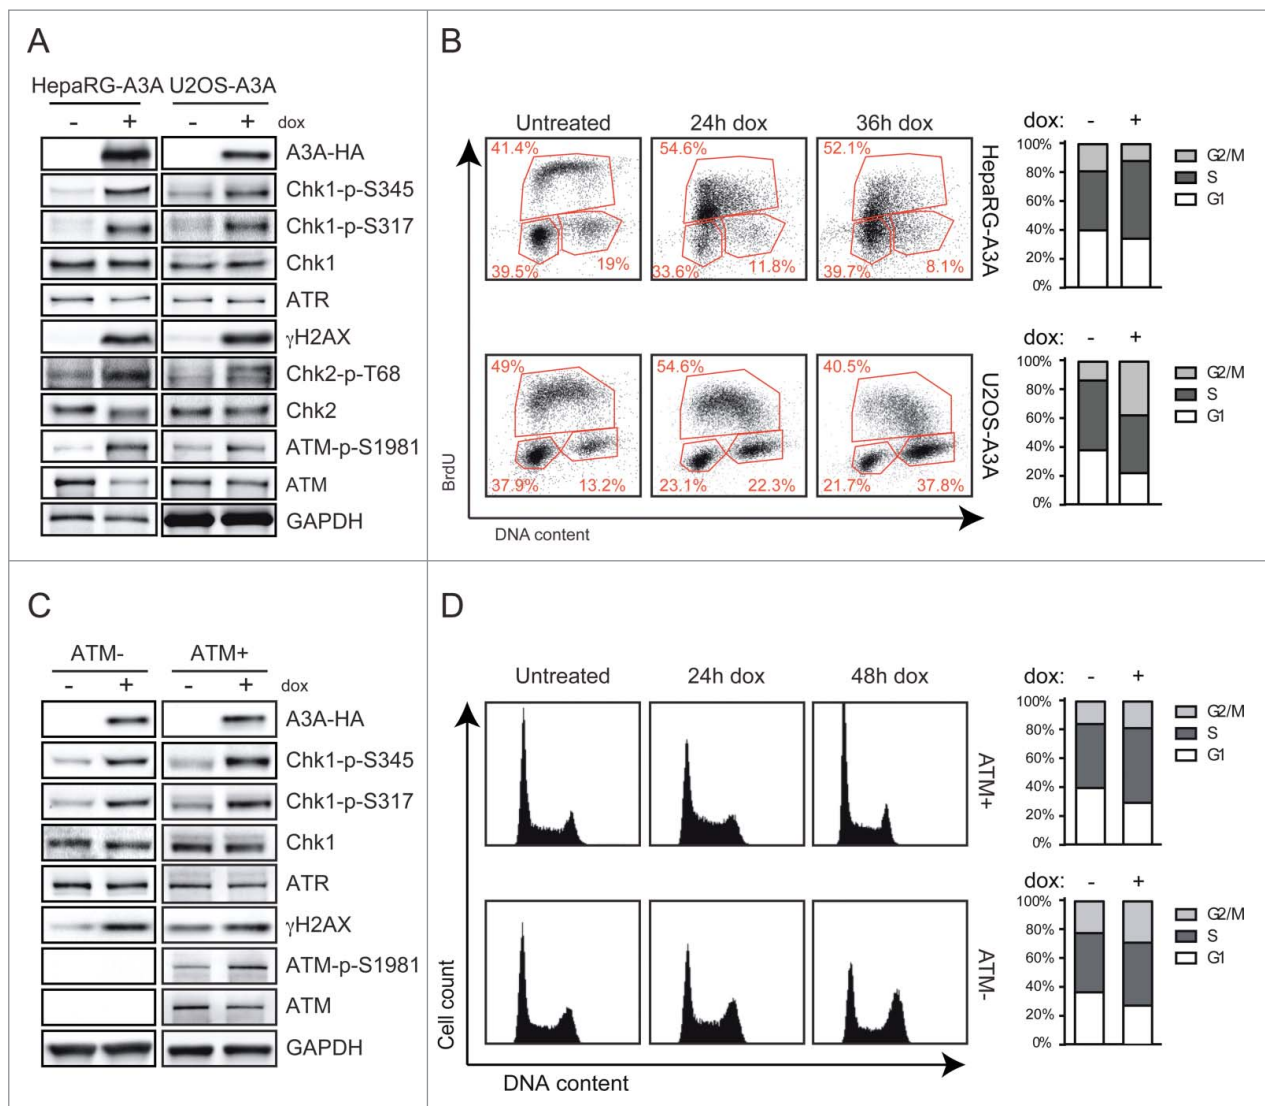 A
HepaRG-A3A U2OS-A3A
- + - + dox
A3A-HA
Chk1-p-S345
Chk1-p-S317
Chk1
ATR
γH2AX
Chk2-p-T68
Chk2
ATM-p-S1981
ATM
GAPDH
B
Untreated 24h dox 36h dox
41.4% 54.6% 52.1%
39.5% 19% 33.6% 11.8% 39.7% 8.1%
HepaRG-A3A
49% 54.6% 40.5%
37.9% 13.2% 23.1% 22.3% 21.7% 37.8%
U2OS-A3A
BrdU
DNA content
dox: - +
100%
80%
60%
40%
20%
0%
G2/M
S
G1
dox: - +
100%
80%
60%
40%
20%
0%
G2/M
S
G1
C
ATM- ATM+
- + - + dox
A3A-HA
Chk1-p-S345
Chk1-p-S317
Chk1
ATR
γH2AX
ATM-p-S1981
ATM
GAPDH
D
Untreated 24h dox 48h dox
ATM+
ATM-
Cell count
DNA content
dox: - +
100%
80%
60%
40%
20%
0%
G2/M
S
G1
dox: - +
100%
80%
60%
40%
20%
0%
G2/M
S
G1